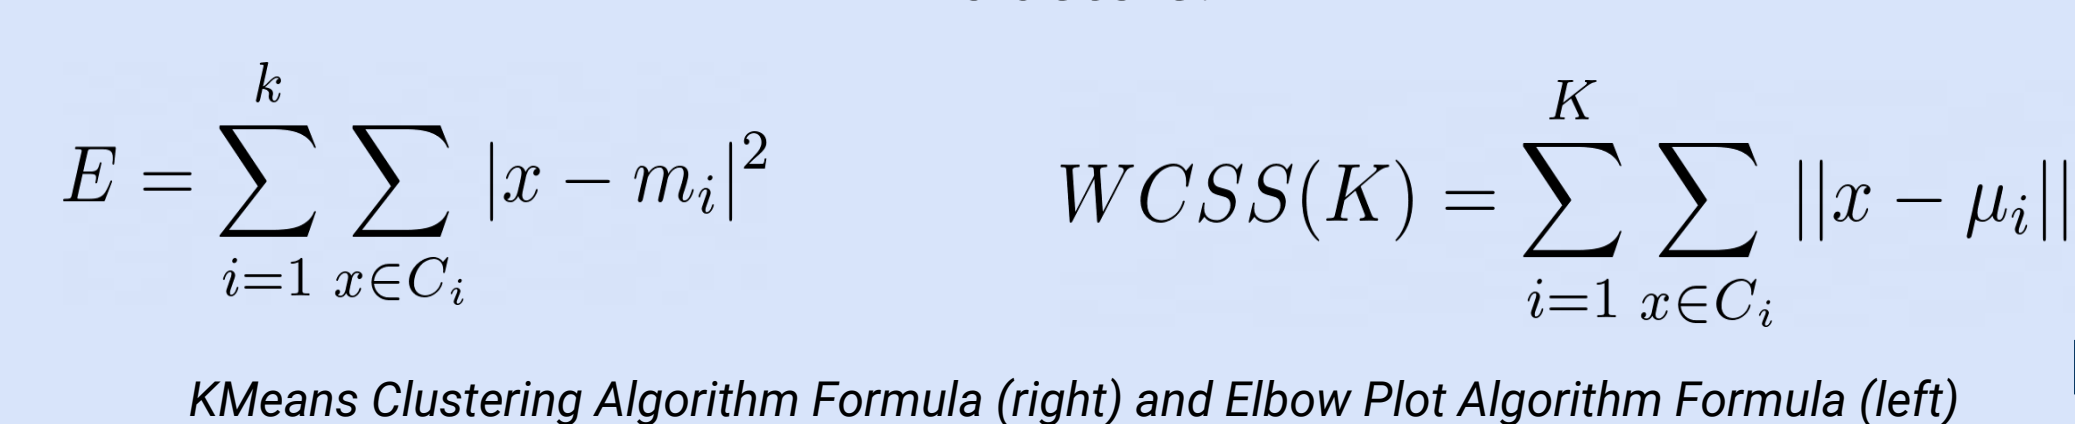 E = \sum_{i=1}^{k} \sum_{x \in C_i} |x - m_i|^2
WCSS(K) = \sum_{i=1}^{K} \sum_{x \in C_i} ||x - \mu_i||
KMeans Clustering Algorithm Formula (right) and Elbow Plot Algorithm Formula (left)